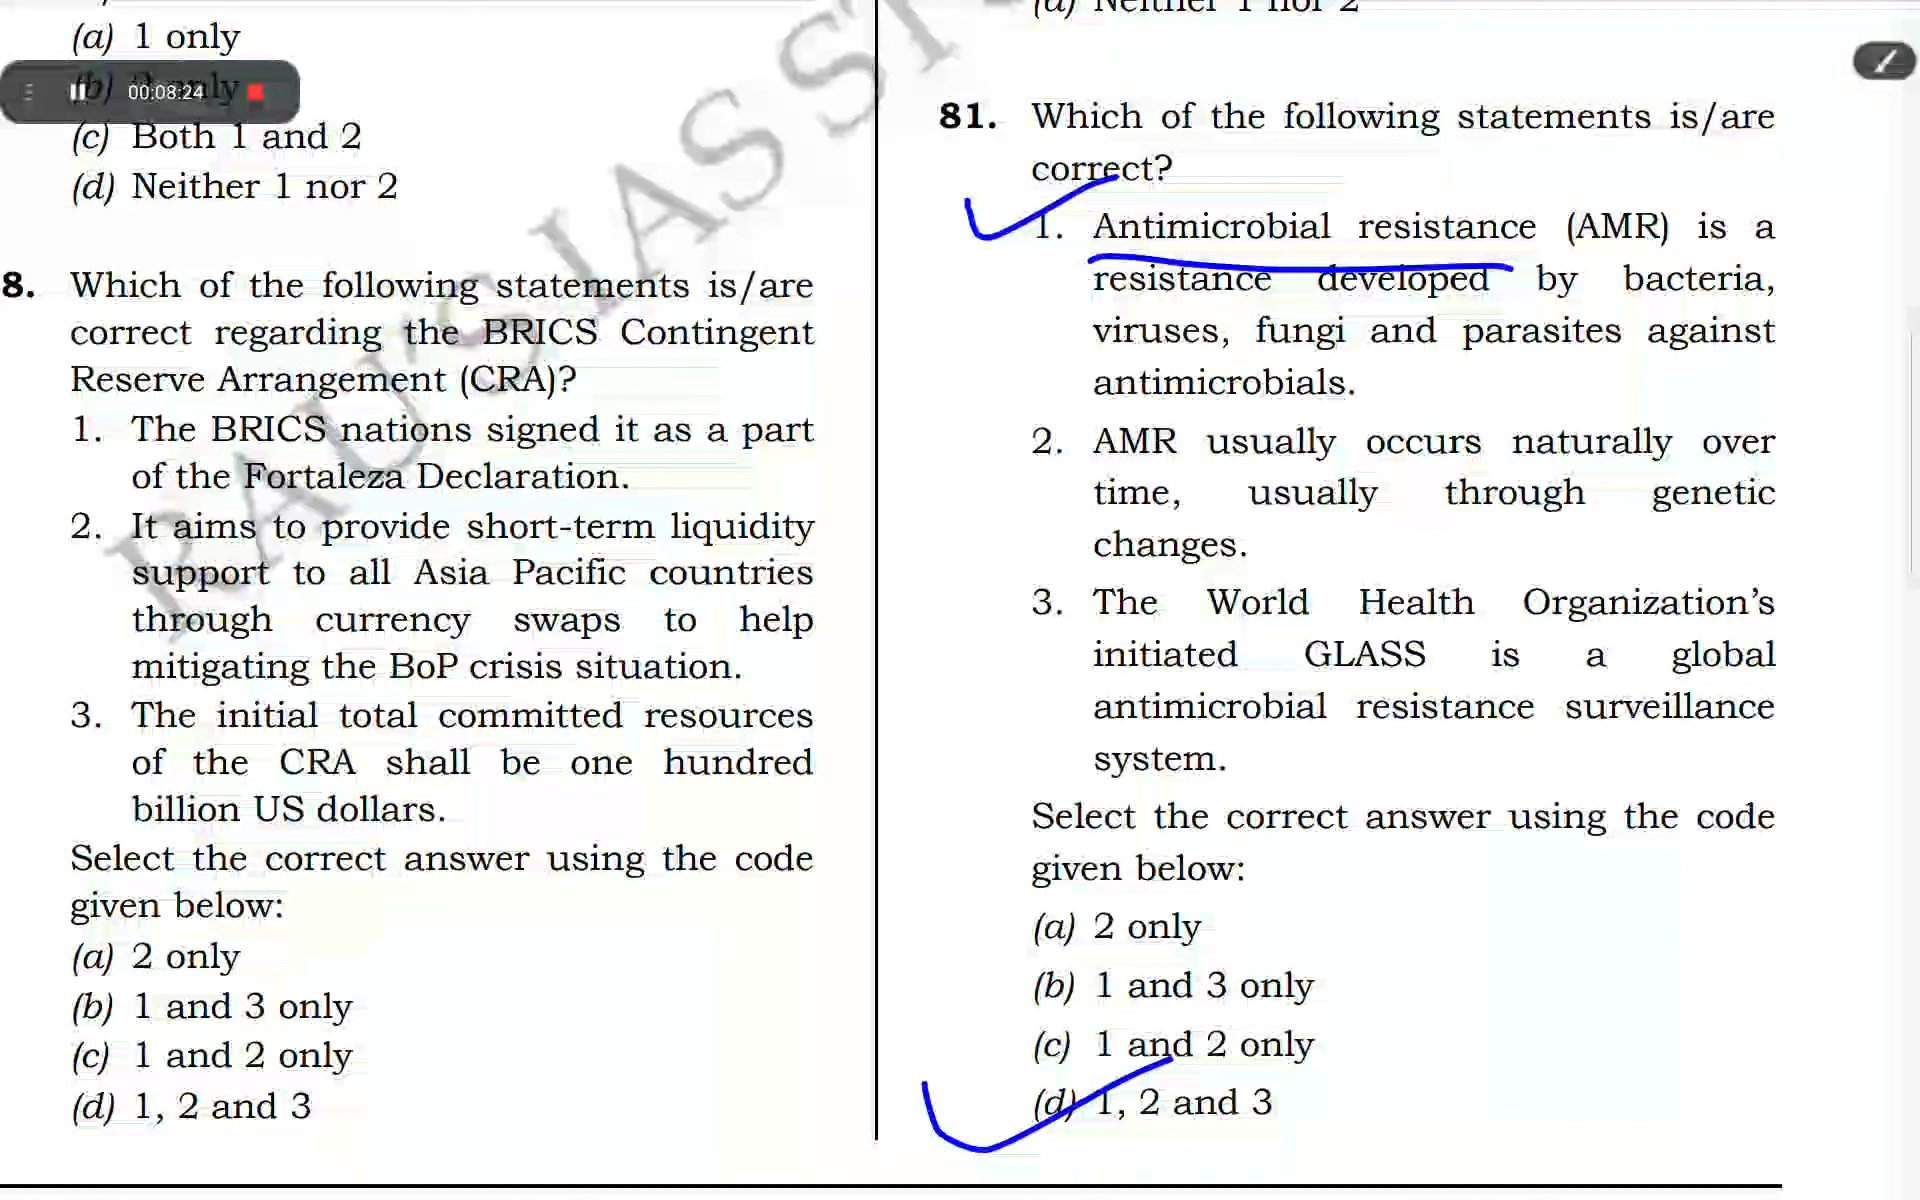 (a) 1 only
00:08:24
(c) Both 1 and 2
(d) Neither 1 nor 2
8. Which of the following statements is/are
correct regarding the BRICS Contingent
Reserve Arrangement (CRA)?
1. The BRICS nations signed it as a part
of the Fortaleza Declaration.
2. It aims to provide short-term liquidity
support to all Asia Pacific countries
through currency swaps to help
mitigating the BoP crisis situation.
3. The initial total committed resources
of the CRA shall be one hundred
billion US dollars.
Select the correct answer using the code
given below:
(a) 2 only
(b) 1 and 3 only
(c) 1 and 2 only
(d) 1, 2 and 3
(d) Neither 1 nor 2
81. Which of the following statements is/are
correct?
1. Antimicrobial resistance (AMR) is a
resistance developed by bacteria,
viruses, fungi and parasites against
antimicrobials.
2. AMR usually occurs naturally over
time, usually through genetic
changes.
3. The World Health Organization’s
initiated GLASS is a global
antimicrobial resistance surveillance
system.
Select the correct answer using the code
given below:
(a) 2 only
(b) 1 and 3 only
(c) 1 and 2 only
(d) 1, 2 and 3
RAU'S IAS